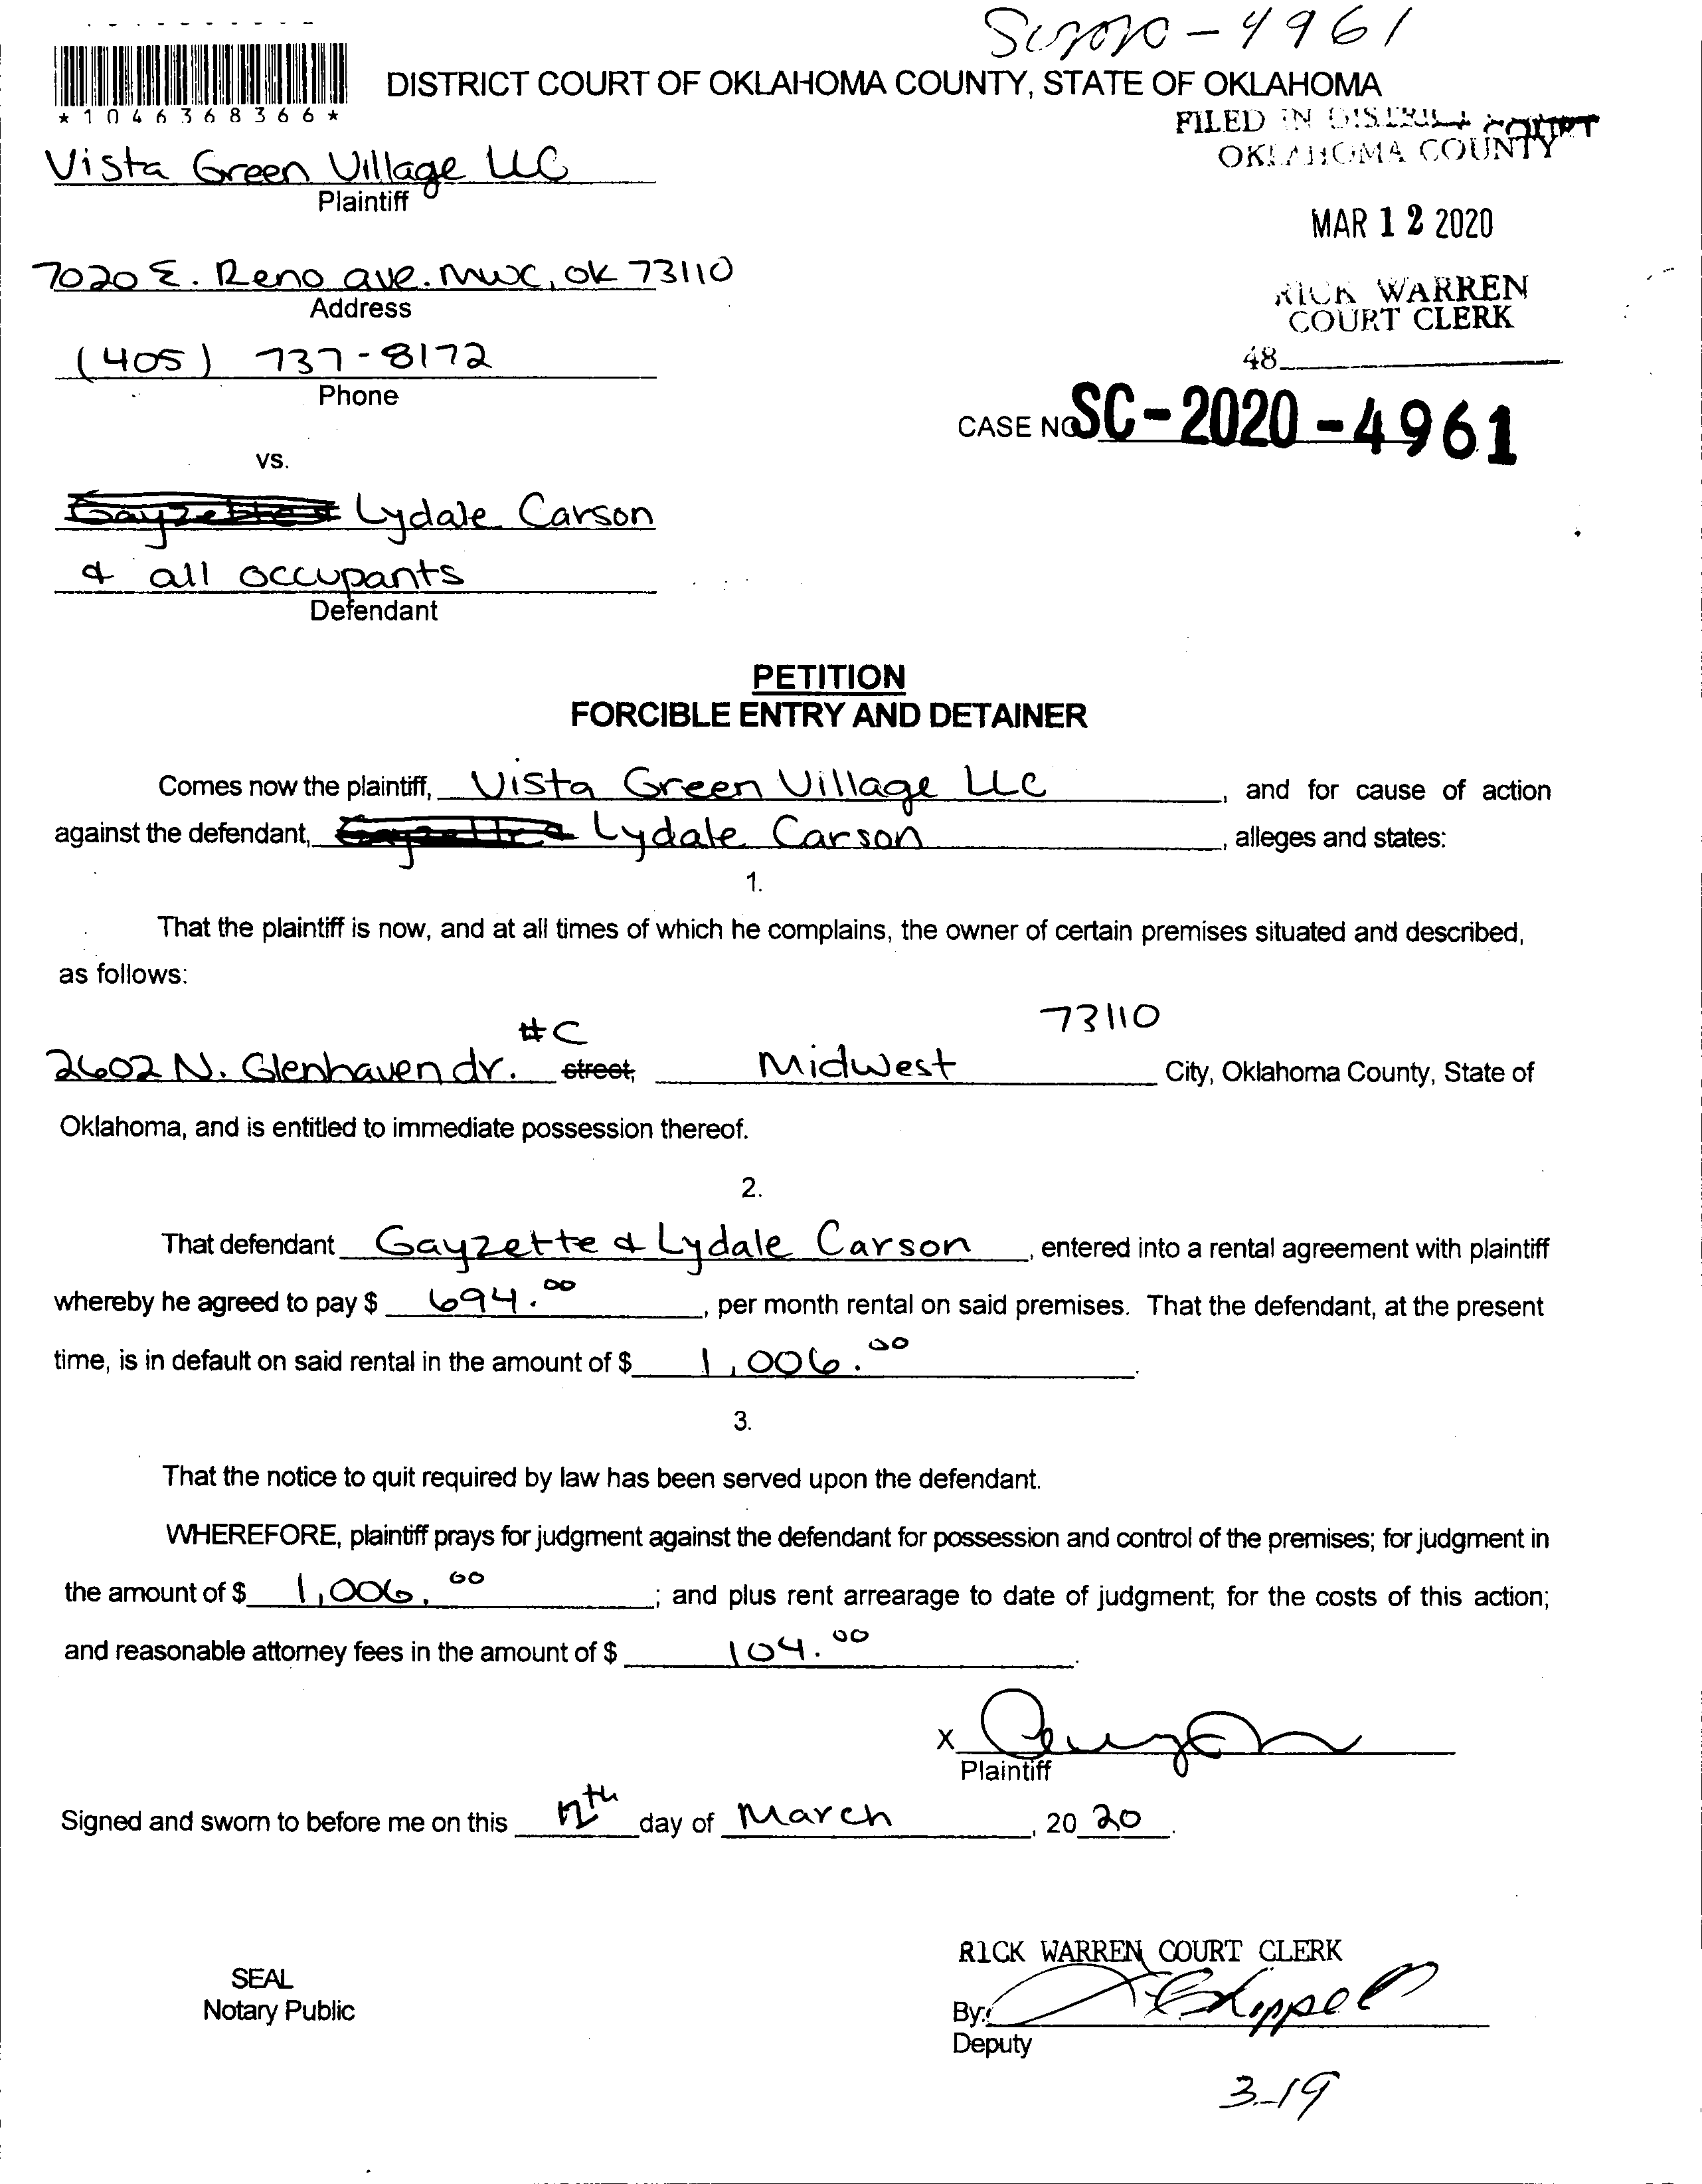 SC2020-4961
*1046368366*
DISTRICT COURT OF OKLAHOMA COUNTY, STATE OF OKLAHOMA
FILED IN DISTRICT COURT
OKLAHOMA COUNTY
Vista Green Village LLC
Plaintiff
MAR 12 2020
7020 E. Reno ave. MWC, OK 73110
Address
RICK WARREN
COURT CLERK
(405) 737-8172
48
Phone
CASE NO. SC-2020-4961
vs.
Lydale Carson
& all occupants
Defendant
PETITION
FORCIBLE ENTRY AND DETAINER
Comes now the plaintiff, Vista Green Village LLC, and for cause of action
against the defendant, Lydale Carson, alleges and states:
1.
That the plaintiff is now, and at all times of which he complains, the owner of certain premises situated and described,
as follows:
#C 73110
2602 N. Glenhaven dr. street, Midwest City, Oklahoma County, State of
Oklahoma, and is entitled to immediate possession thereof.
2.
That defendant Gayzette & Lydale Carson, entered into a rental agreement with plaintiff
whereby he agreed to pay $ 694.00, per month rental on said premises. That the defendant, at the present
time, is in default on said rental in the amount of $ 1,006.00.
3.
That the notice to quit required by law has been served upon the defendant.
WHEREFORE, plaintiff prays for judgment against the defendant for possession and control of the premises; for judgment in
the amount of $ 1,006.00; and plus rent arrearage to date of judgment; for the costs of this action;
and reasonable attorney fees in the amount of $ 104.00.
X
Plaintiff
Signed and sworn to before me on this 12th day of March, 2020.
RICK WARREN COURT CLERK
SEAL
Notary Public
By:
Deputy
3-19